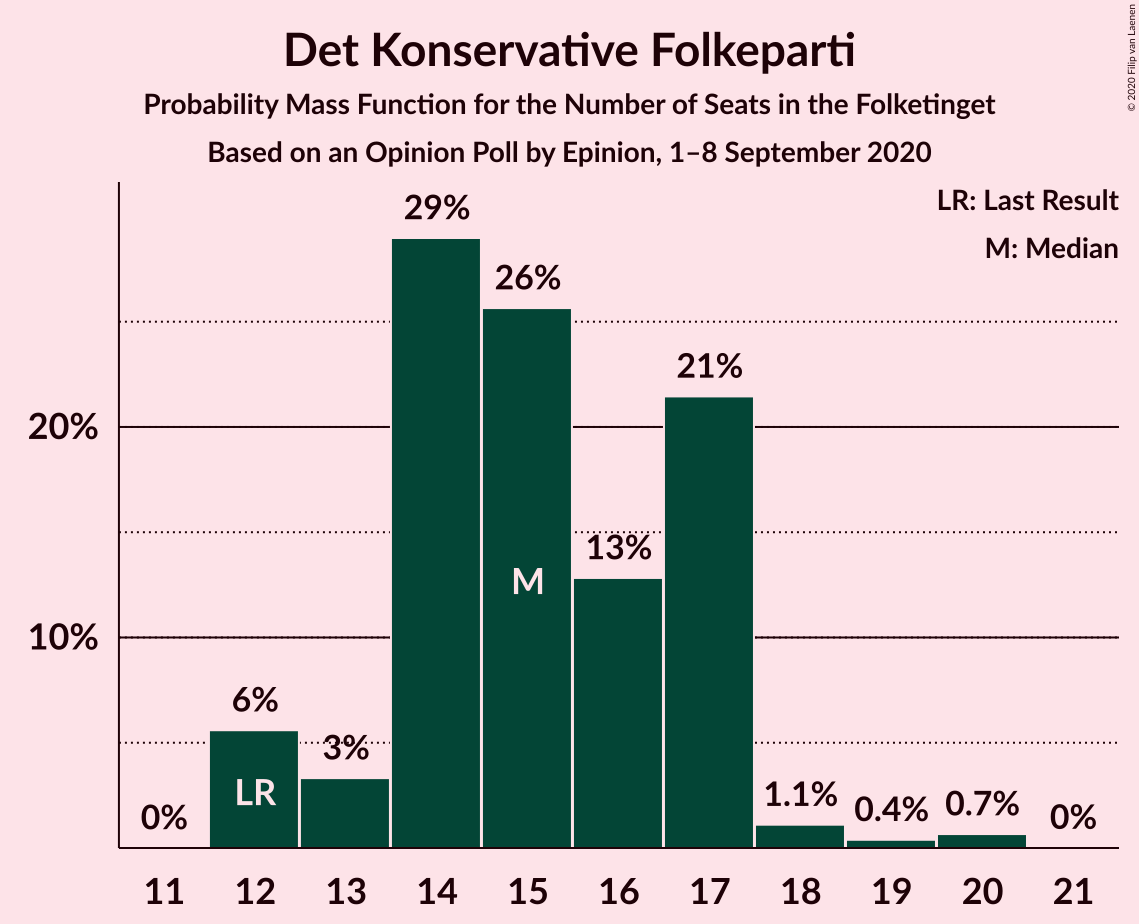 Det Konservative Folkeparti
Probability Mass Function for the Number of Seats in the Folketinget
Based on an Opinion Poll by Epinion, 1–8 September 2020
© 2020 Filip van Laenen
LR: Last Result
M: Median
29%
26%
21%
20%
13%
M
10%
6%
3%
LR
1.1%
0.4%
0.7%
0%
0%
11 12 13 14 15 16 17 18 19 20 21